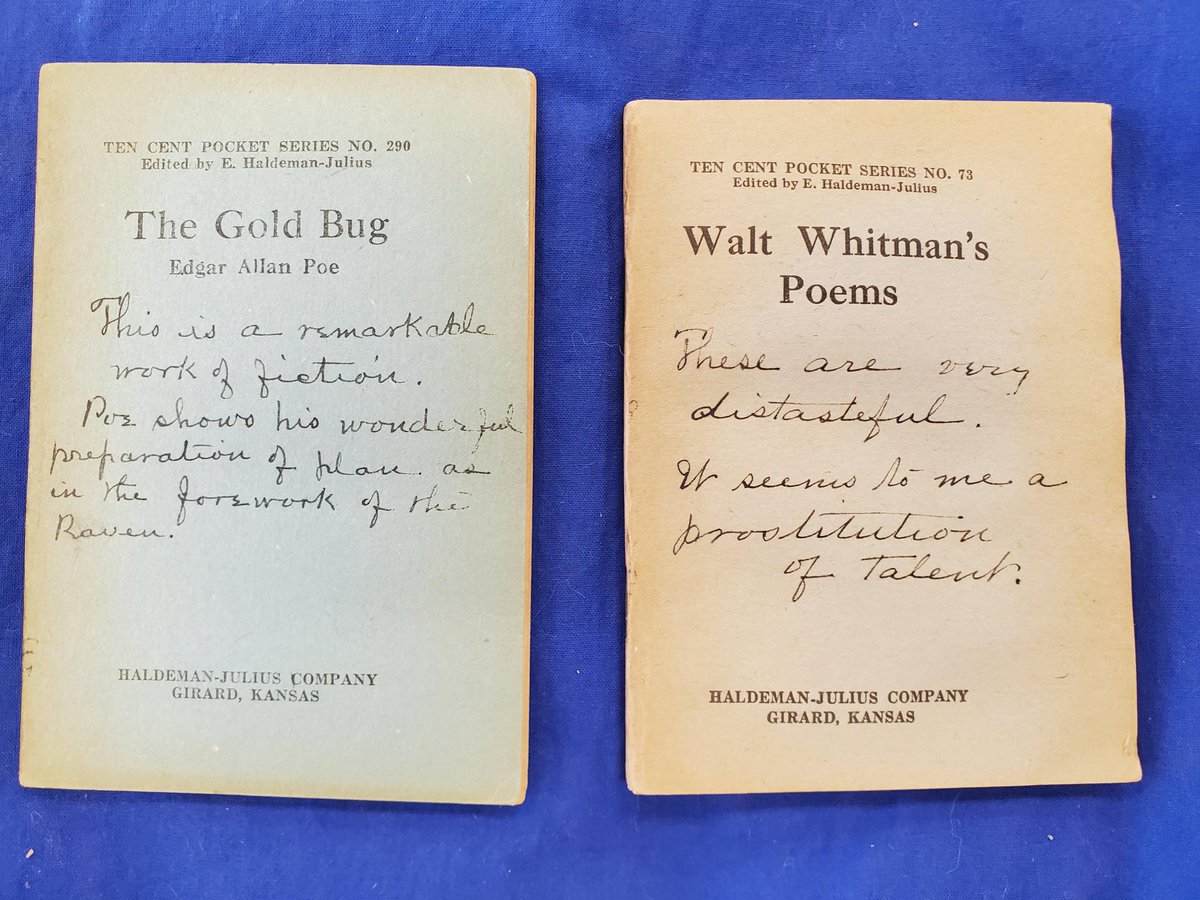 TEN CENT POCKET SERIES NO. 290
Edited by E. Haldeman-Julius
The Gold Bug
Edgar Allan Poe
This is a remarkable
work of fiction.
Poe shows his wonderful
preparation of plan as
in the forework of the
Raven.
HALDEMAN-JULIUS COMPANY
GIRARD, KANSAS
TEN CENT POCKET SERIES NO. 73
Edited by E. Haldeman-Julius
Walt Whitman's
Poems
These are very
distasteful.
It seems to me a
prostitution
of talent.
HALDEMAN-JULIUS COMPANY
GIRARD, KANSAS